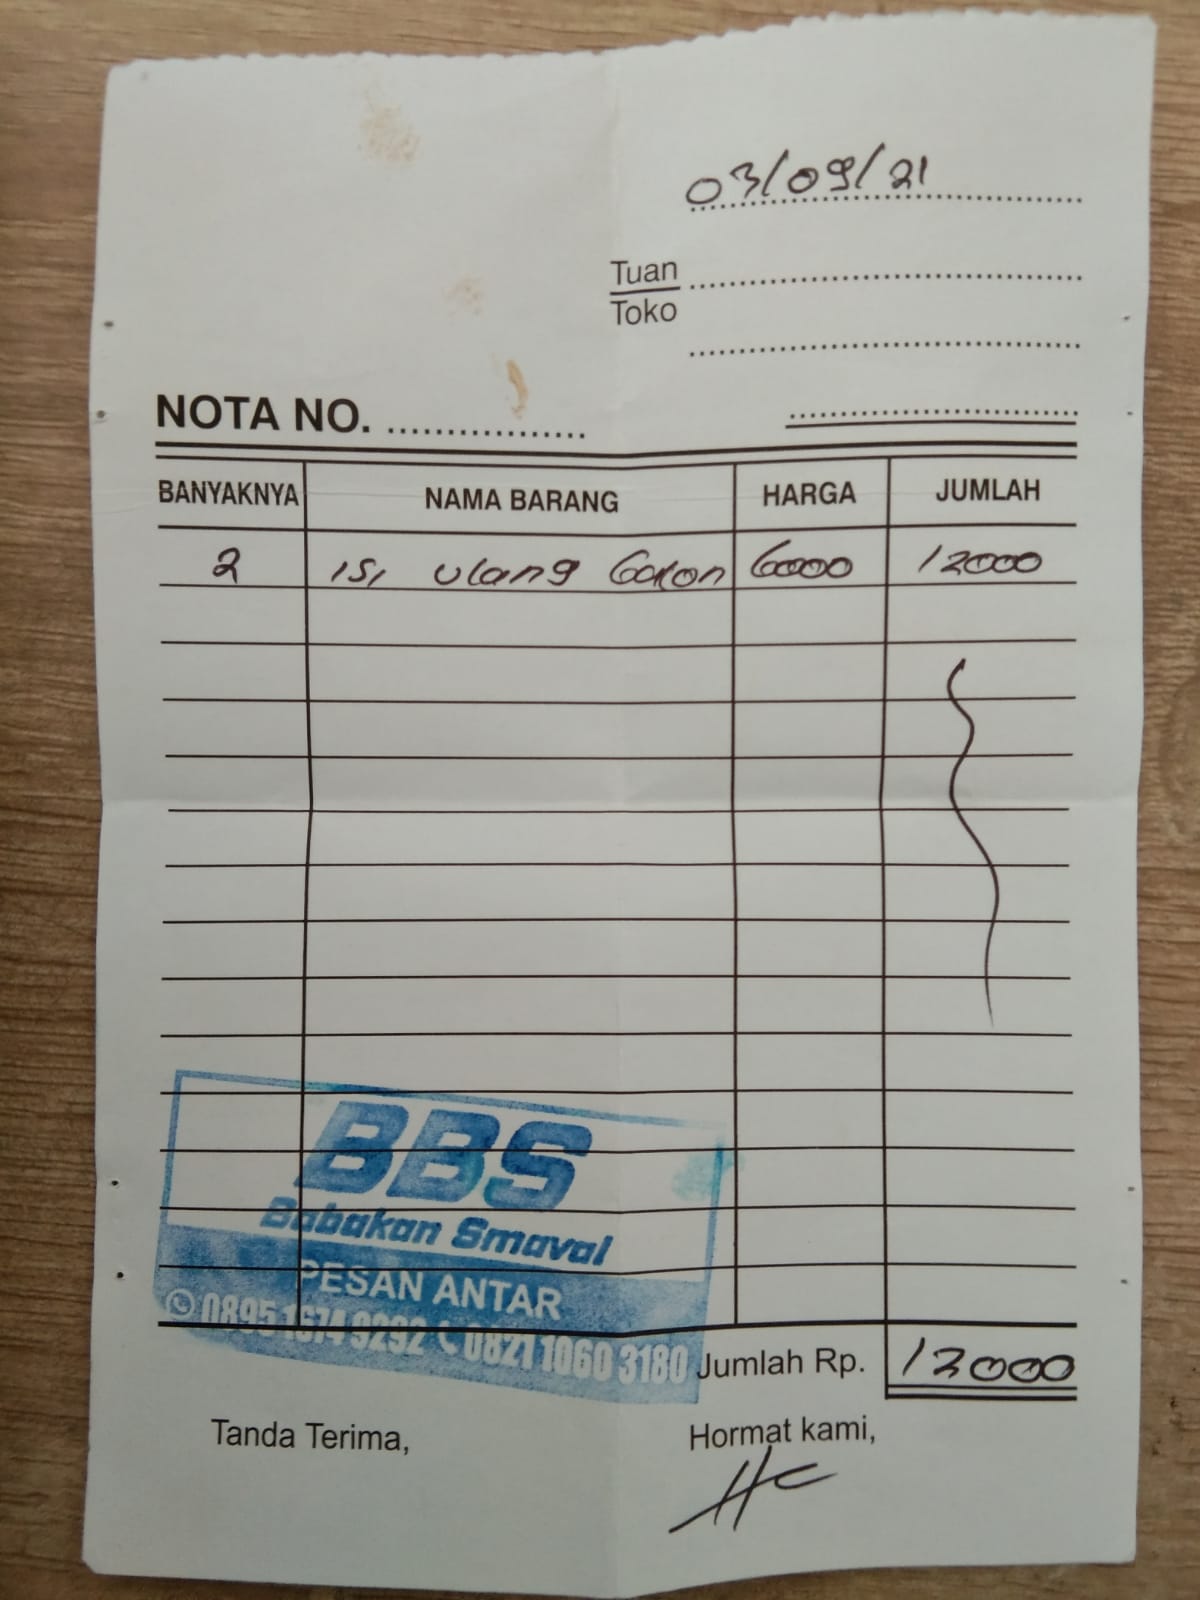 03/09/21
Tuan
Toko
NOTA NO.
BANYAKNYA NAMA BARANG HARGA JUMLAH
2 isi ulang Galon 6000 12000
BBS
Babakan Smaval
PESAN ANTAR
0895 1674 9292 0821 1060 3180
Jumlah Rp. 12000
Tanda Terima, Hormat kami,